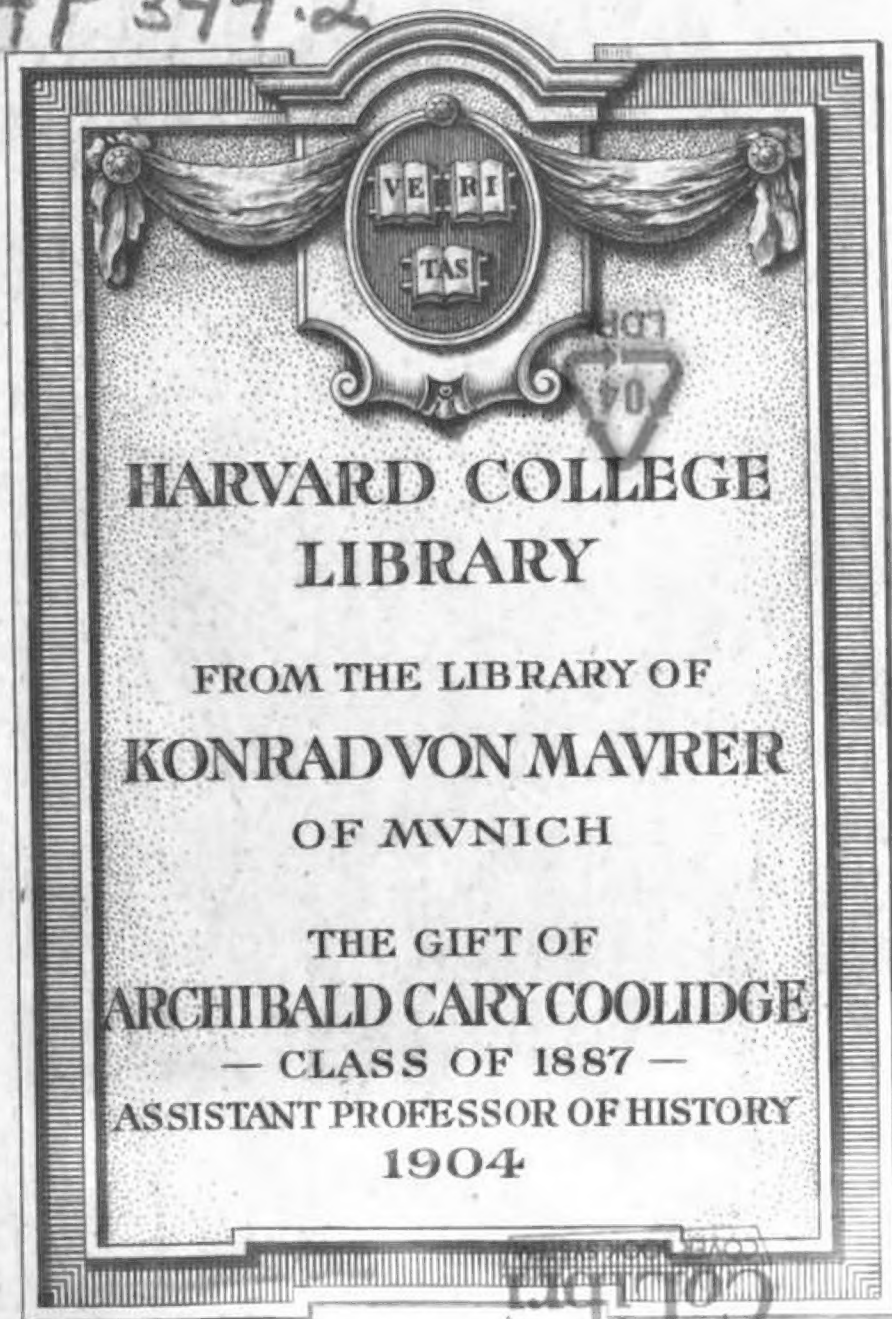 VE RI
TAS
HARVARD COLLEGE
LIBRARY
FROM THE LIBRARY OF
KONRAD VON MAVRER
OF MVNICH
THE GIFT OF
ARCHIBALD CARY COOLIDGE
— CLASS OF 1887 —
ASSISTANT PROFESSOR OF HISTORY
1904